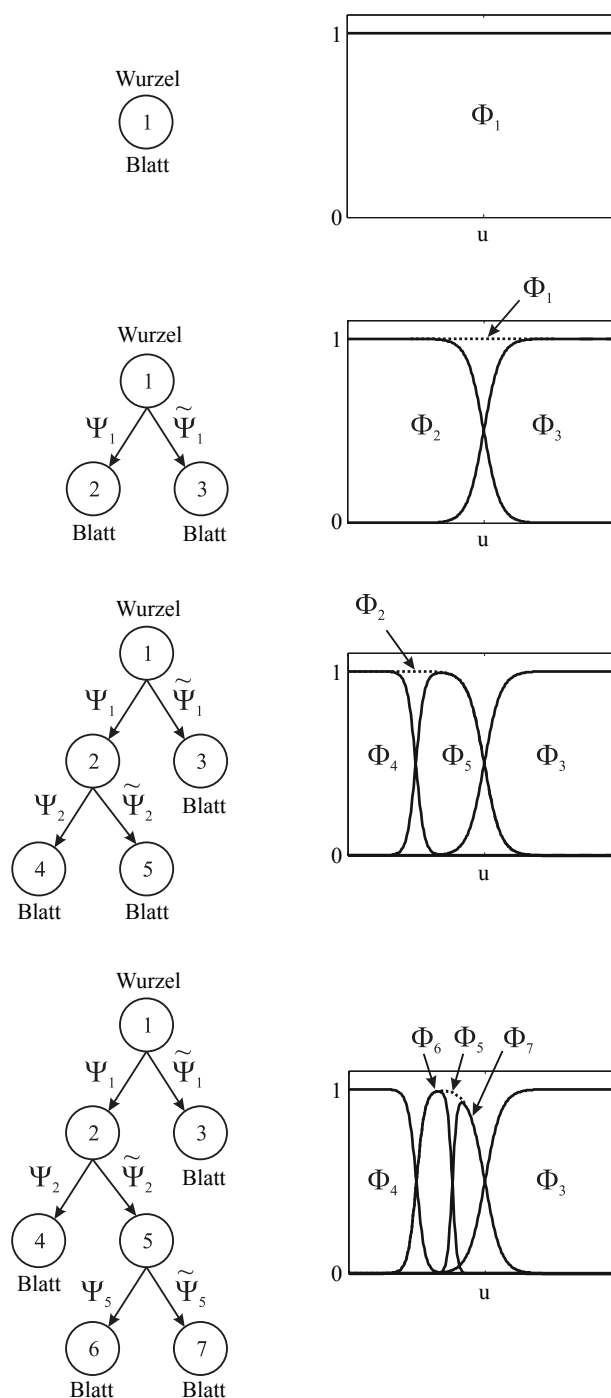 Wurzel
1
Blatt
1
Φ₁
0
u
Φ₁
Wurzel
1
Ψ₁ Ψ̃₁
2 3
Blatt Blatt
1
Φ₂ Φ₃
0
u
Φ₂
Wurzel
1
Ψ₁ Ψ̃₁
2 3
Blatt
Ψ₂ Ψ̃₂
4 5
Blatt Blatt
1
Φ₄ Φ₅ Φ₃
0
u
Wurzel
1
Ψ₁ Ψ̃₁
2 3
Blatt
Ψ₂ Ψ̃₂
4 5
Blatt
Ψ₅ Ψ̃₅
6 7
Blatt Blatt
Φ₆ Φ₅ Φ₇
1
Φ₄ Φ₃
0
u